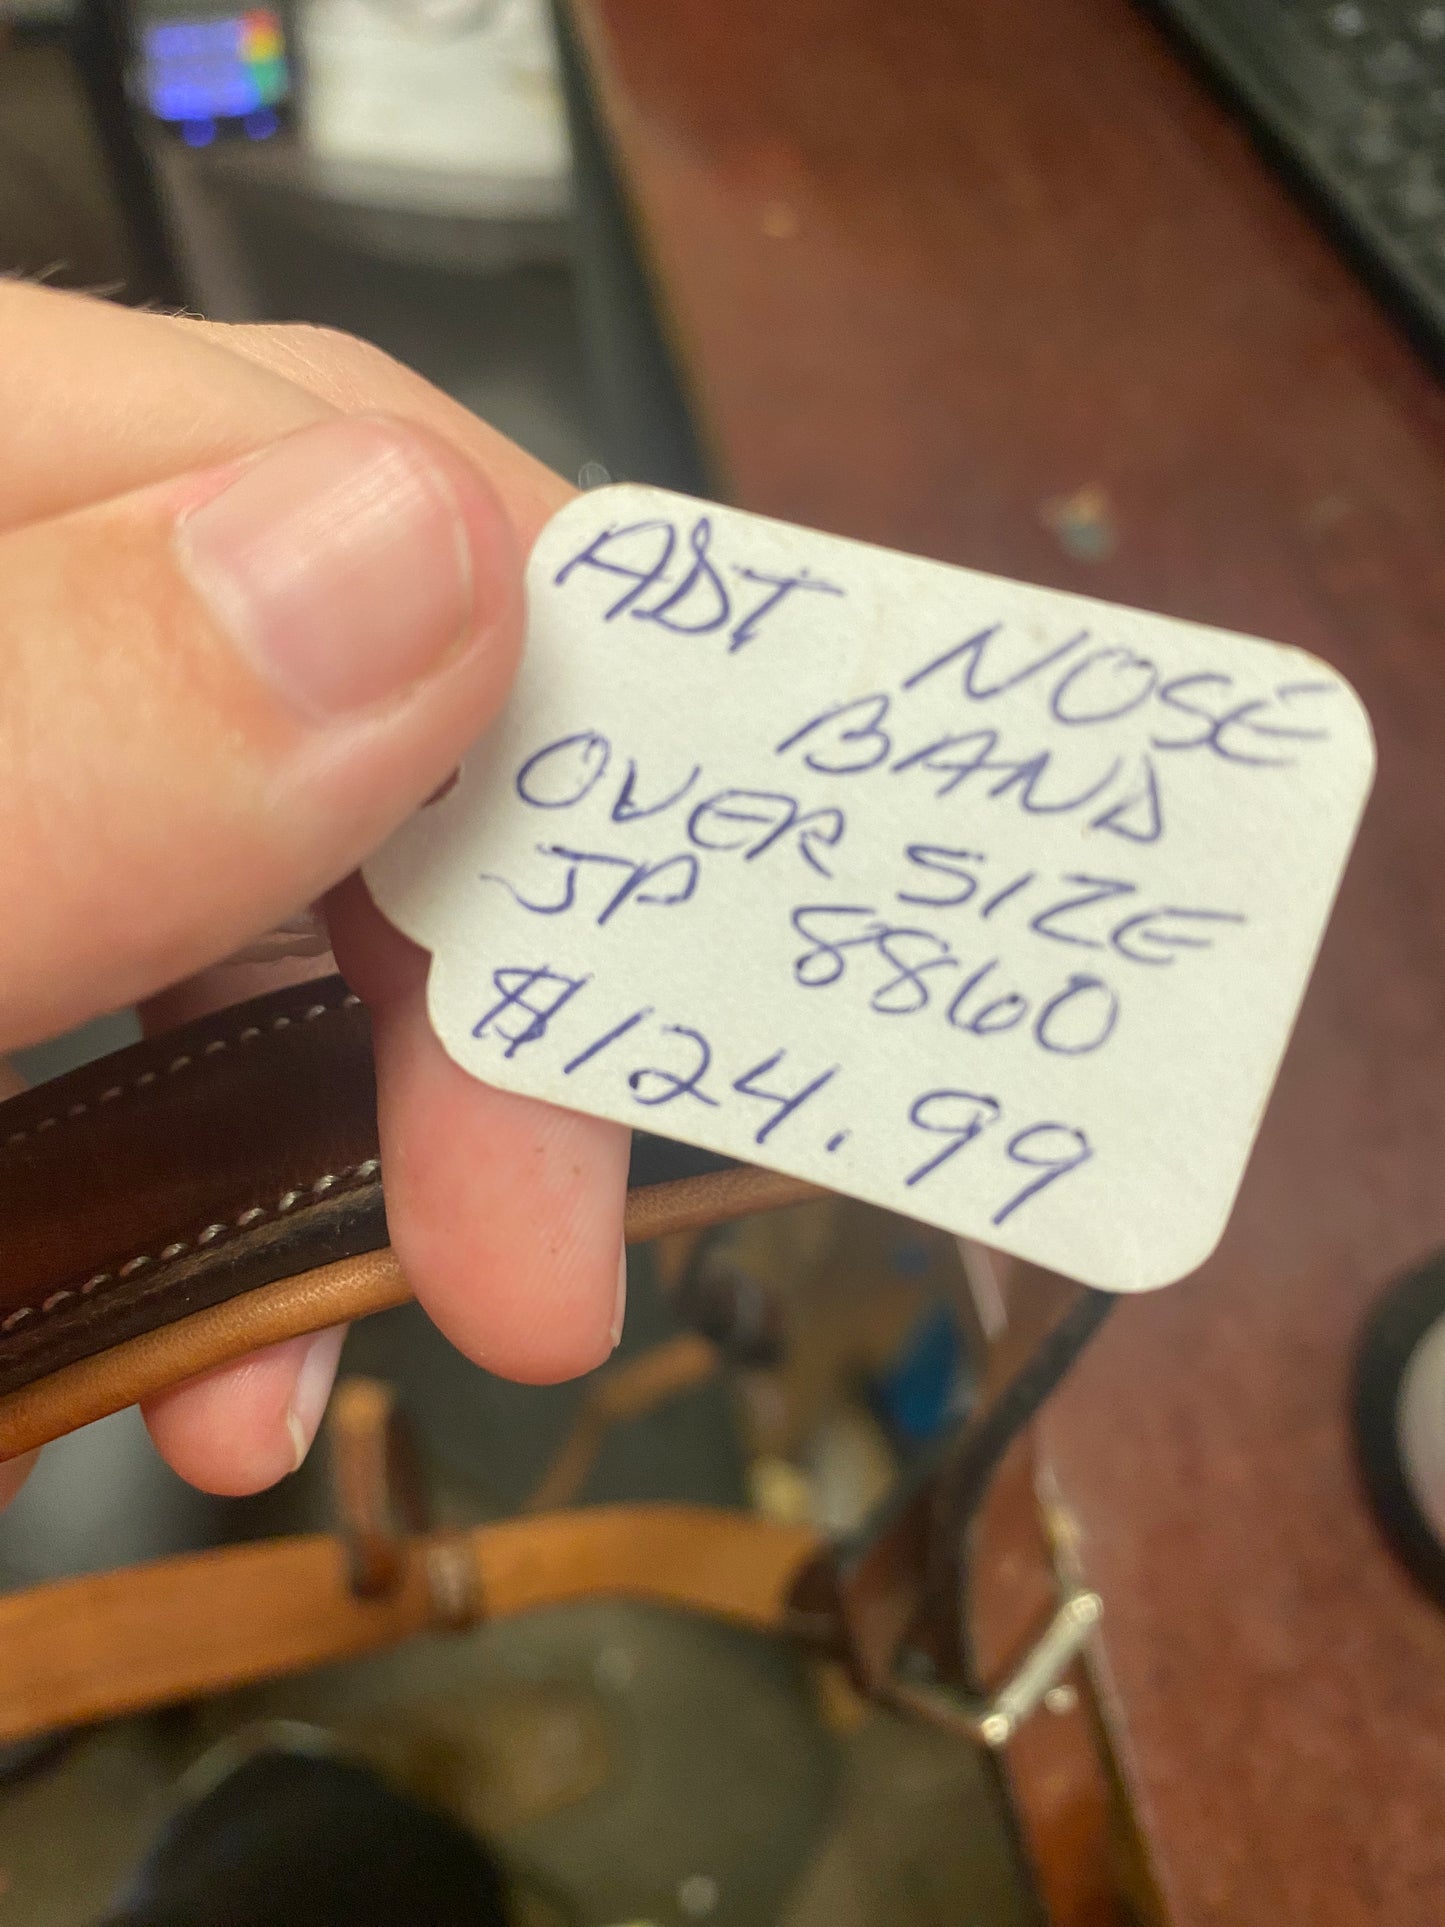 ADT NOSE
BAND
OVER SIZE
JP 8860
$124.99